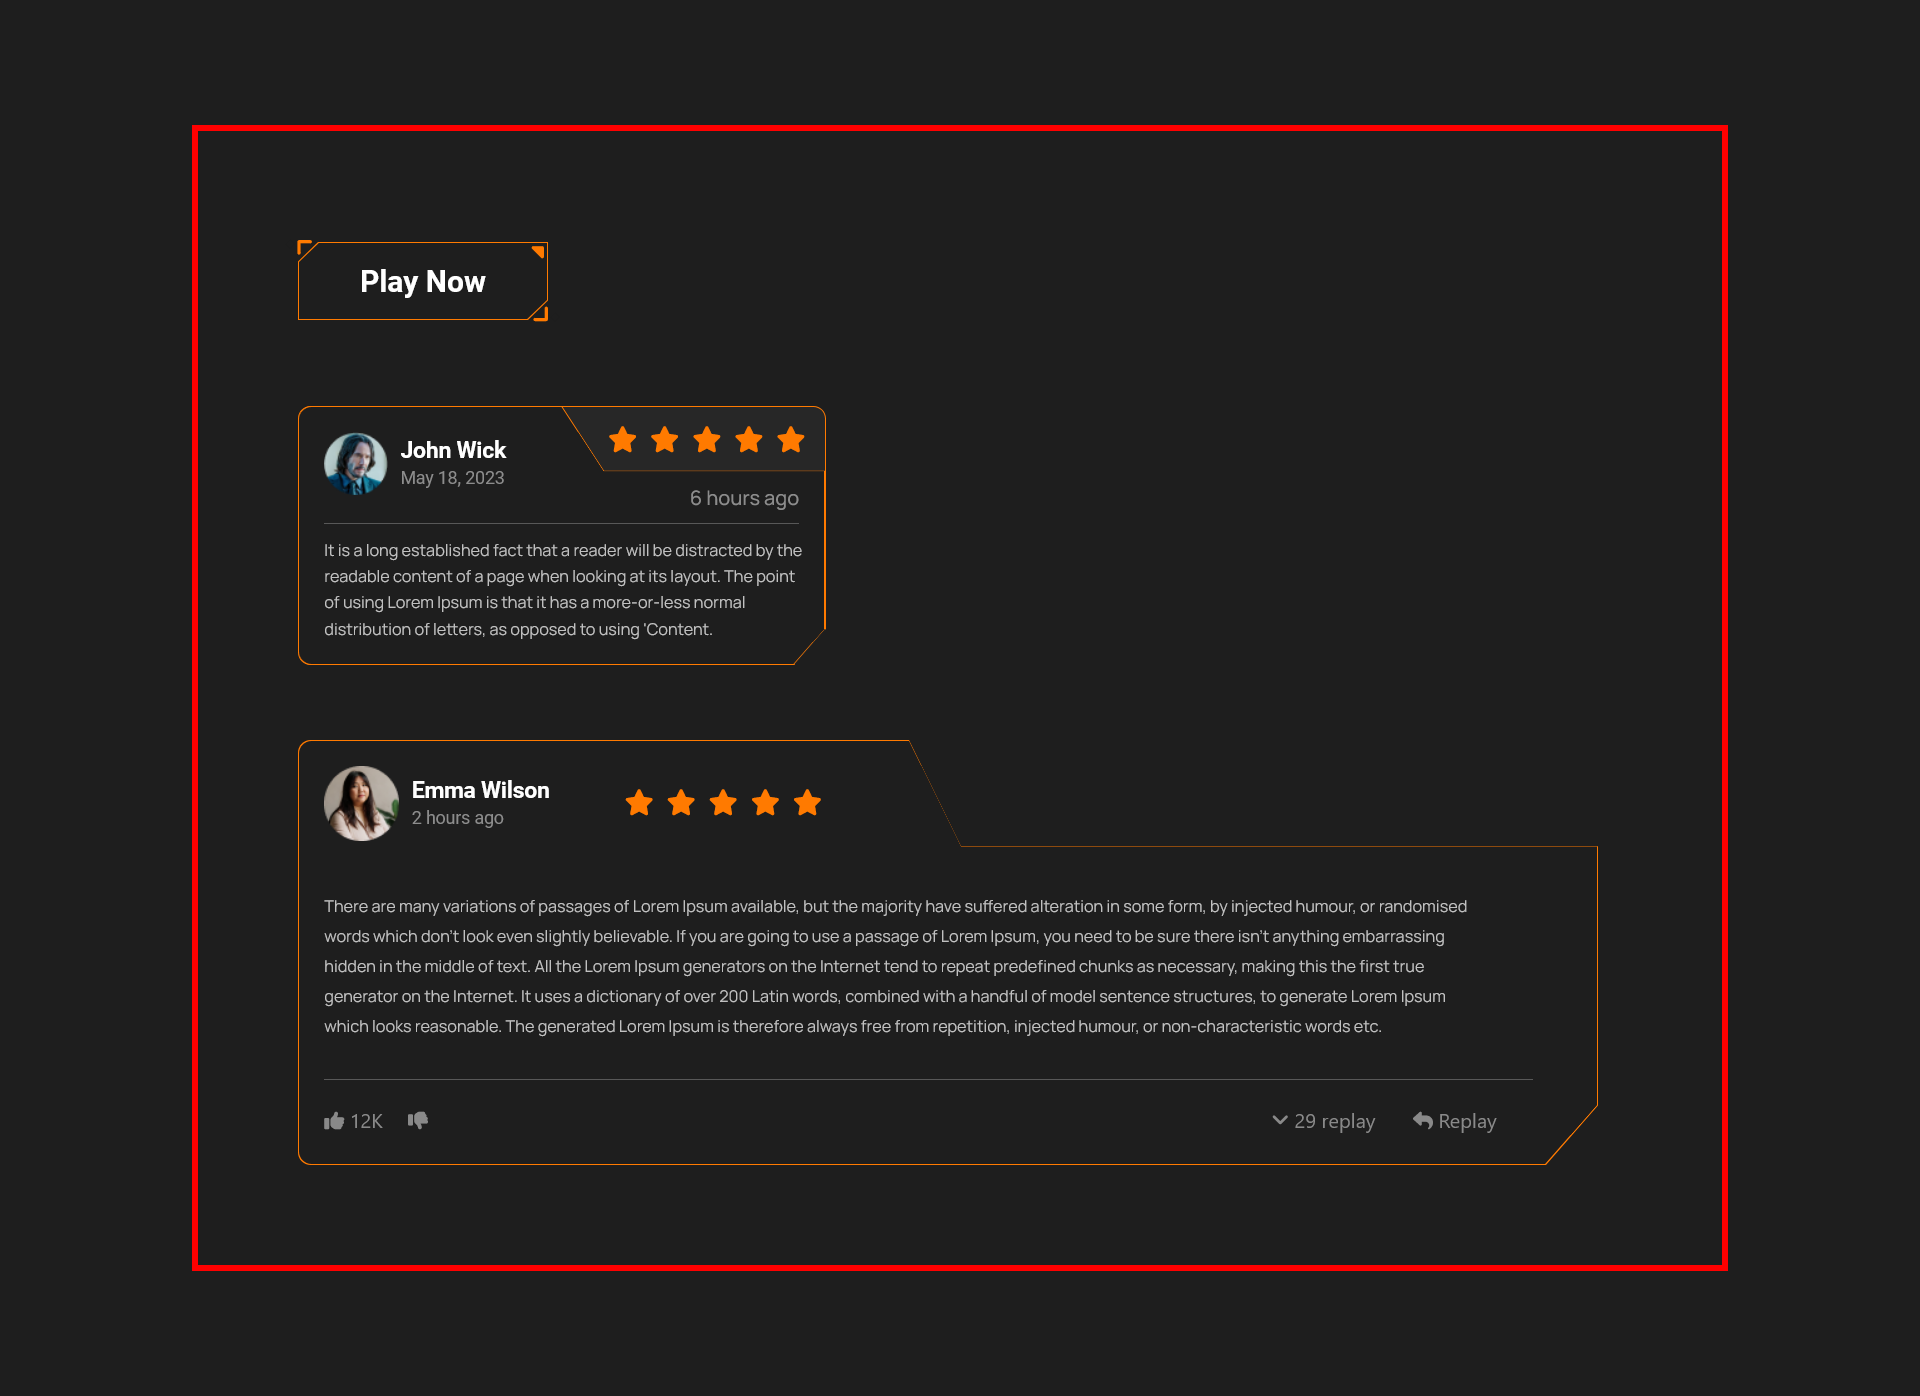 Play Now
John Wick
May 18, 2023
6 hours ago
It is a long established fact that a reader will be distracted by the
readable content of a page when looking at its layout. The point
of using Lorem Ipsum is that it has a more-or-less normal
distribution of letters, as opposed to using 'Content.
Emma Wilson
2 hours ago
There are many variations of passages of Lorem Ipsum available, but the majority have suffered alteration in some form, by injected humour, or randomised
words which don't look even slightly believable. If you are going to use a passage of Lorem Ipsum, you need to be sure there isn't anything embarrassing
hidden in the middle of text. All the Lorem Ipsum generators on the Internet tend to repeat predefined chunks as necessary, making this the first true
generator on the Internet. It uses a dictionary of over 200 Latin words, combined with a handful of model sentence structures, to generate Lorem Ipsum
which looks reasonable. The generated Lorem Ipsum is therefore always free from repetition, injected humour, or non-characteristic words etc.
12K 29 replay Replay